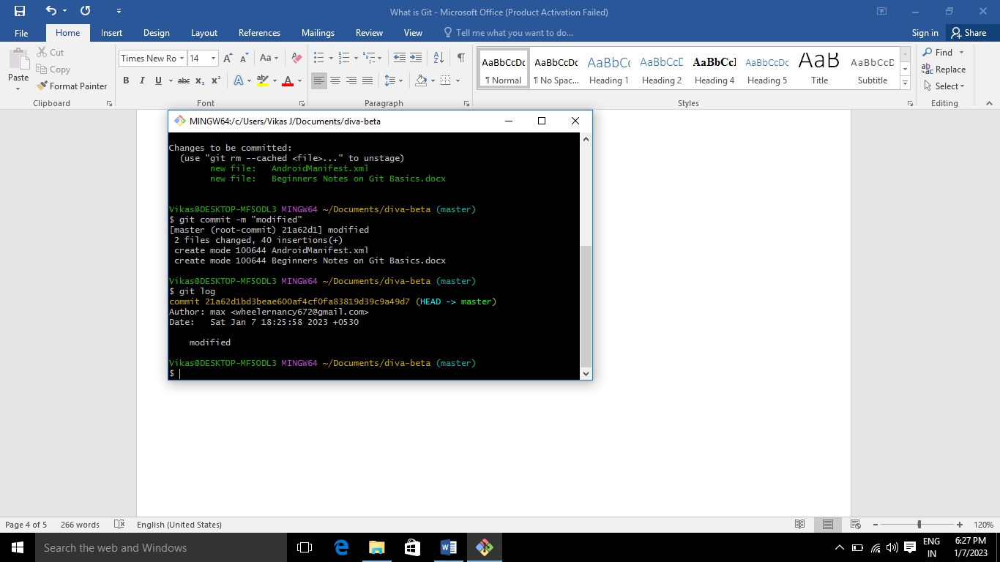 What is Git - Microsoft Office (Product Activation Failed)
File Home Insert Design Layout References Mailings Review View Tell me what you want to do... Sign in Share
Paste
Cut
Copy
Format Painter
Clipboard
Times New Ro 14
Aa
B I U abc x₂ x² A ab A
Font
Paragraph
AaBbCcDc AaBbCcDc AaBbCc AaBbCcD AaBbCcI AaBbCcDc AaB AaBbCcD
¶ Normal ¶ No Spac... Heading 1 Heading 2 Heading 4 Heading 5 Title Subtitle
Styles
Find
Replace
Select
Editing
MINGW64:/c/Users/Vikas J/Documents/diva-beta
Changes to be committed:
(use "git rm --cached <file>..." to unstage)
new file: AndroidManifest.xml
new file: Beginners Notes on Git Basics.docx
Vikas@DESKTOP-MF5ODL3 MINGW64 ~/Documents/diva-beta (master)
$ git commit -m "modified"
[master (root-commit) 21a62d1] modified
2 files changed, 40 insertions(+)
create mode 100644 AndroidManifest.xml
create mode 100644 Beginners Notes on Git Basics.docx
Vikas@DESKTOP-MF5ODL3 MINGW64 ~/Documents/diva-beta (master)
$ git log
commit 21a62d1bd3beae600af4cf0fa83819d39c9a49d7 (HEAD -> master)
Author: max <wheelernancy672@gmail.com>
Date: Sat Jan 7 18:25:58 2023 +0530
modified
Vikas@DESKTOP-MF5ODL3 MINGW64 ~/Documents/diva-beta (master)
$
Page 4 of 5 266 words English (United States) 120%
Search the web and Windows
ENG
IN
6:27 PM
1/7/2023